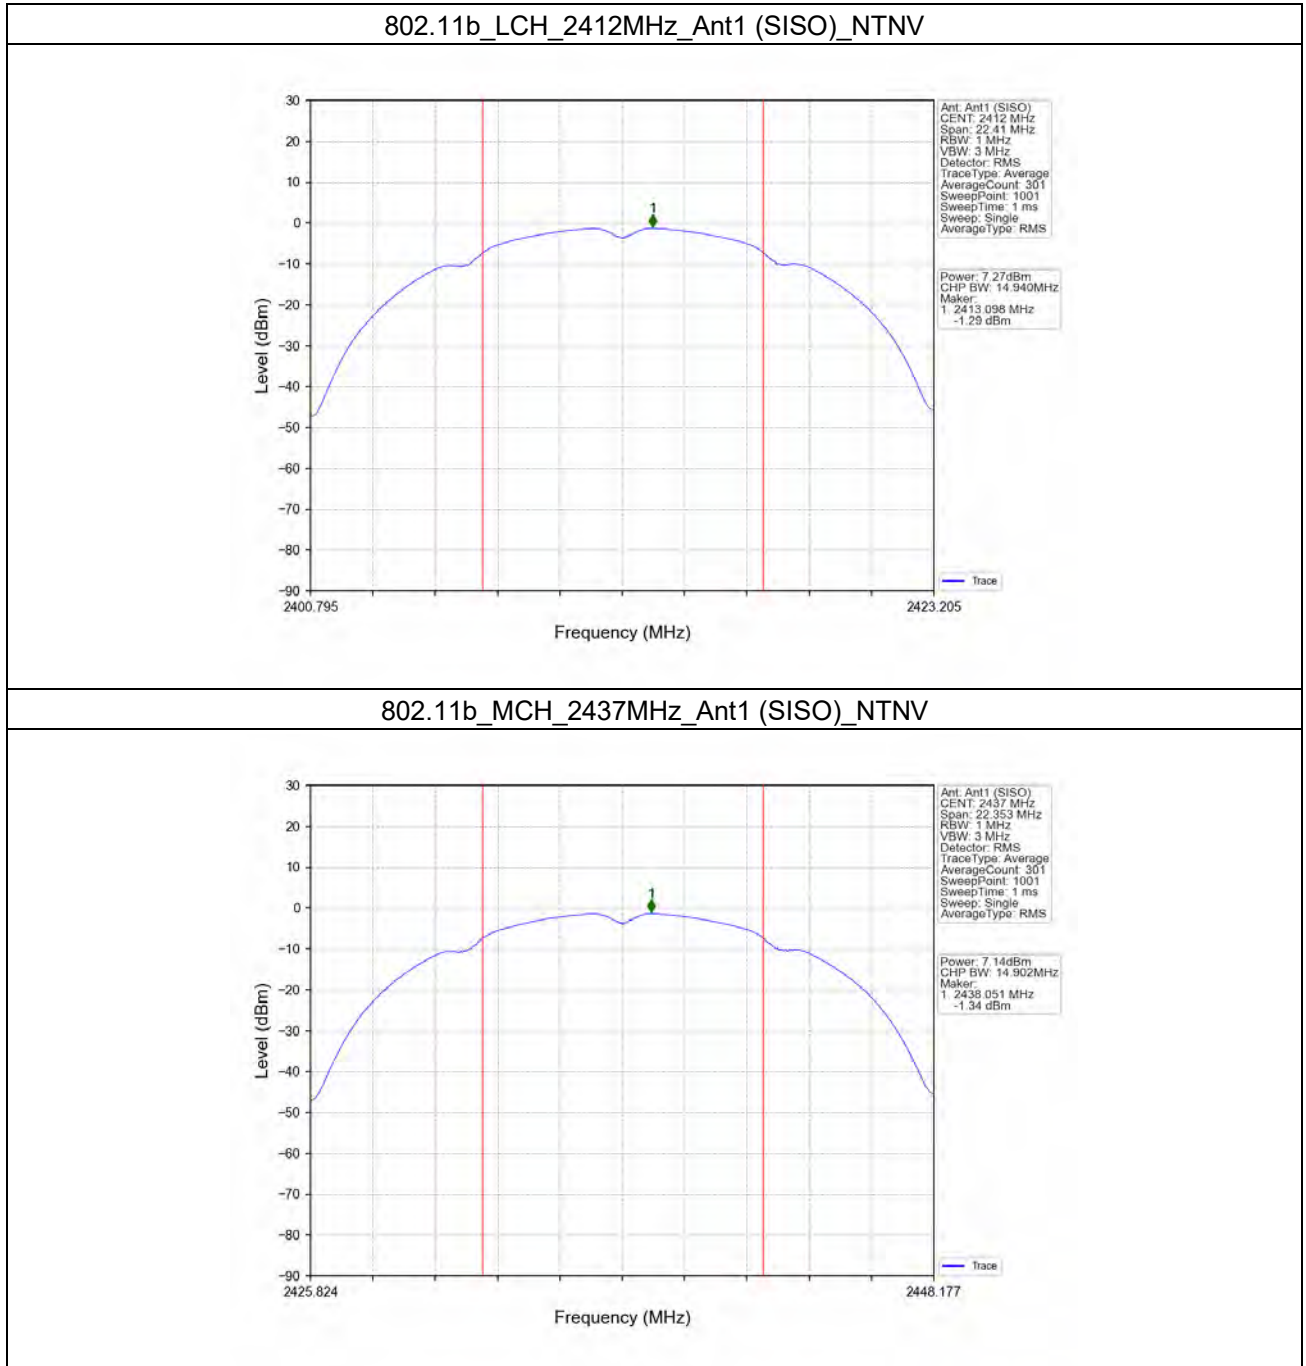 802.11b_LCH_2412MHz_Ant1 (SISO)_NTNV
30
20
10
0
−10
−20
−30
−40
−50
−60
−70
−80
−90
Level (dBm)
1
2400.795
2423.205
Frequency (MHz)
Ant: Ant1 (SISO)
CENT: 2412 MHz
Span: 22.41 MHz
RBW: 1 MHz
VBW: 3 MHz
Detector: RMS
TraceType: Average
AverageCount: 301
SweepPoint: 1001
SweepTime: 1 ms
Sweep: Single
AverageType: RMS
Power: 7.27dBm
CHP BW: 14.940MHz
Maker:
1. 2413.098 MHz
-1.29 dBm
Trace
802.11b_MCH_2437MHz_Ant1 (SISO)_NTNV
30
20
10
0
−10
−20
−30
−40
−50
−60
−70
−80
−90
Level (dBm)
1
2425.824
2448.177
Frequency (MHz)
Ant: Ant1 (SISO)
CENT: 2437 MHz
Span: 22.353 MHz
RBW: 1 MHz
VBW: 3 MHz
Detector: RMS
TraceType: Average
AverageCount: 301
SweepPoint: 1001
SweepTime: 1 ms
Sweep: Single
AverageType: RMS
Power: 7.14dBm
CHP BW: 14.902MHz
Maker:
1. 2438.051 MHz
-1.34 dBm
Trace